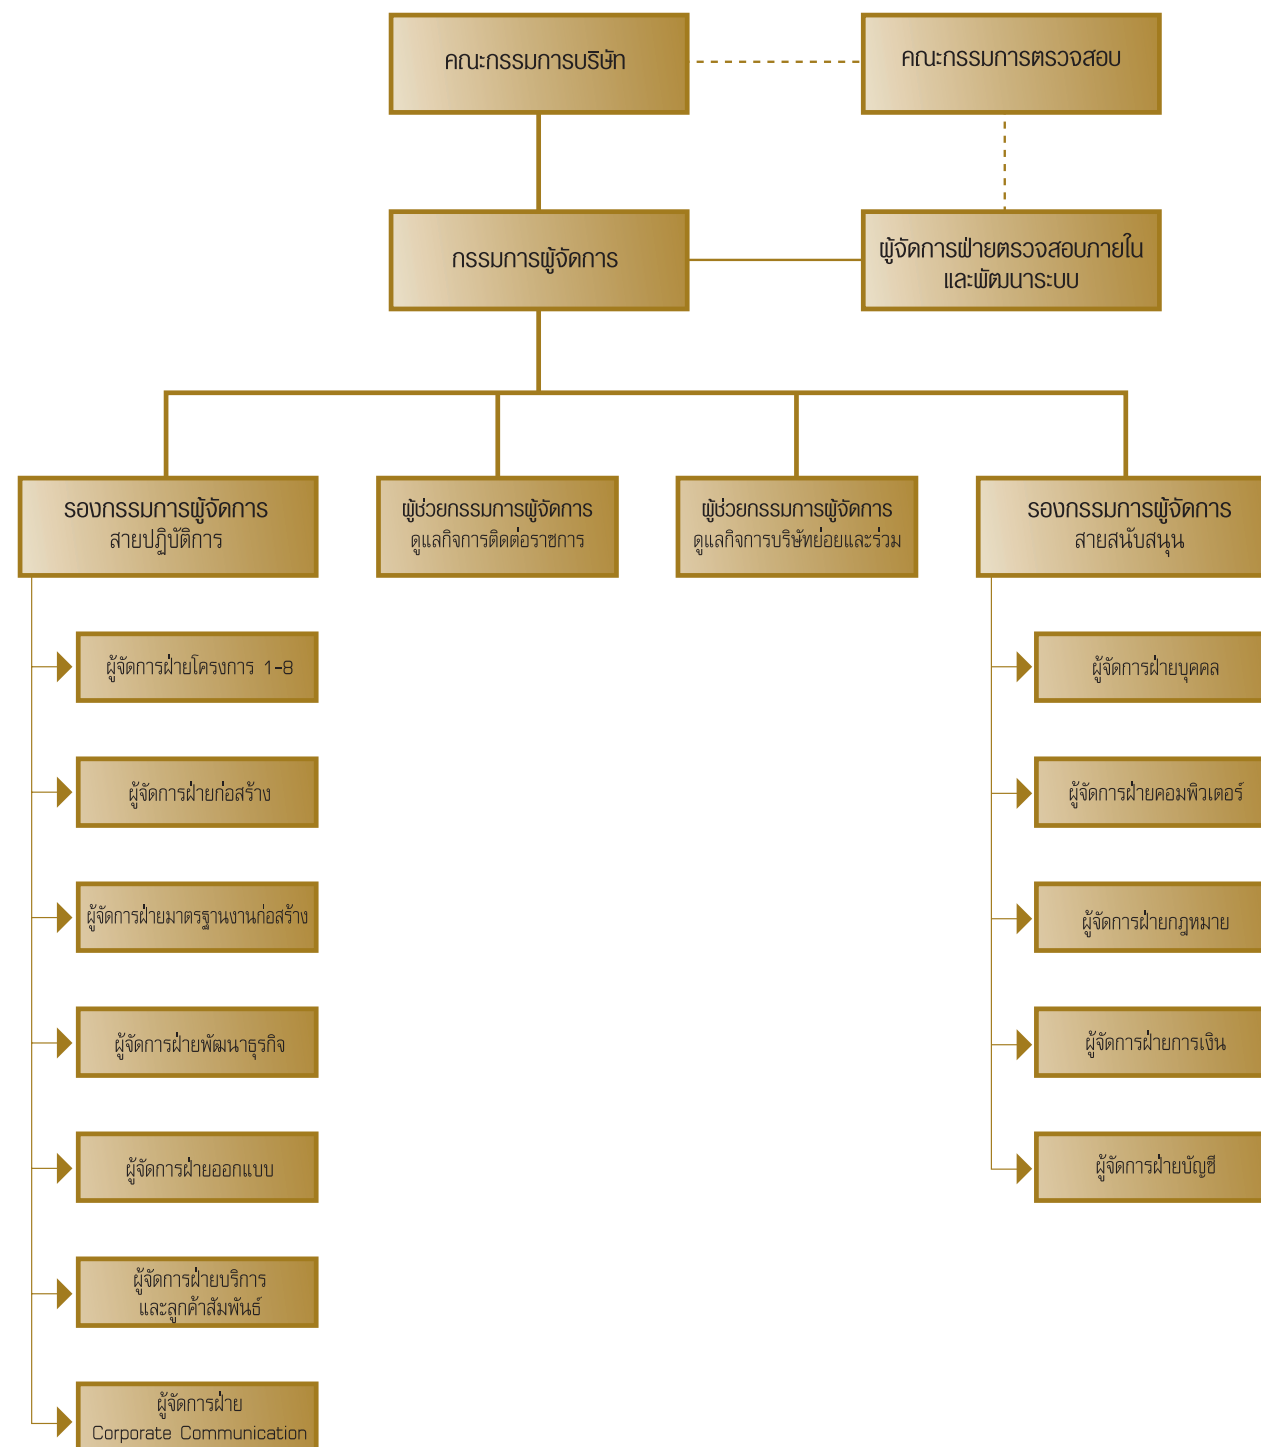 คณะกรรมการบริษัท
คณะกรรมการตรวจสอบ
กรรมการผู้จัดการ
ผู้จัดการฝ่ายตรวจสอบภายใน
และพัฒนาระบบ
รองกรรมการผู้จัดการ
สายปฏิบัติการ
ผู้ช่วยกรรมการผู้จัดการ
ดูแลกิจการติดต่อราชการ
ผู้ช่วยกรรมการผู้จัดการ
ดูแลกิจการบริษัทย่อยและร่วม
รองกรรมการผู้จัดการ
สายสนับสนุน
ผู้จัดการฝ่ายโครงการ 1-8
ผู้จัดการฝ่ายก่อสร้าง
ผู้จัดการฝ่ายมาตรฐานงานก่อสร้าง
ผู้จัดการฝ่ายพัฒนาธุรกิจ
ผู้จัดการฝ่ายออกแบบ
ผู้จัดการฝ่ายบริการ
และลูกค้าสัมพันธ์
ผู้จัดการฝ่าย
Corporate Communication
ผู้จัดการฝ่ายบุคคล
ผู้จัดการฝ่ายคอมพิวเตอร์
ผู้จัดการฝ่ายกฎหมาย
ผู้จัดการฝ่ายการเงิน
ผู้จัดการฝ่ายบัญชี